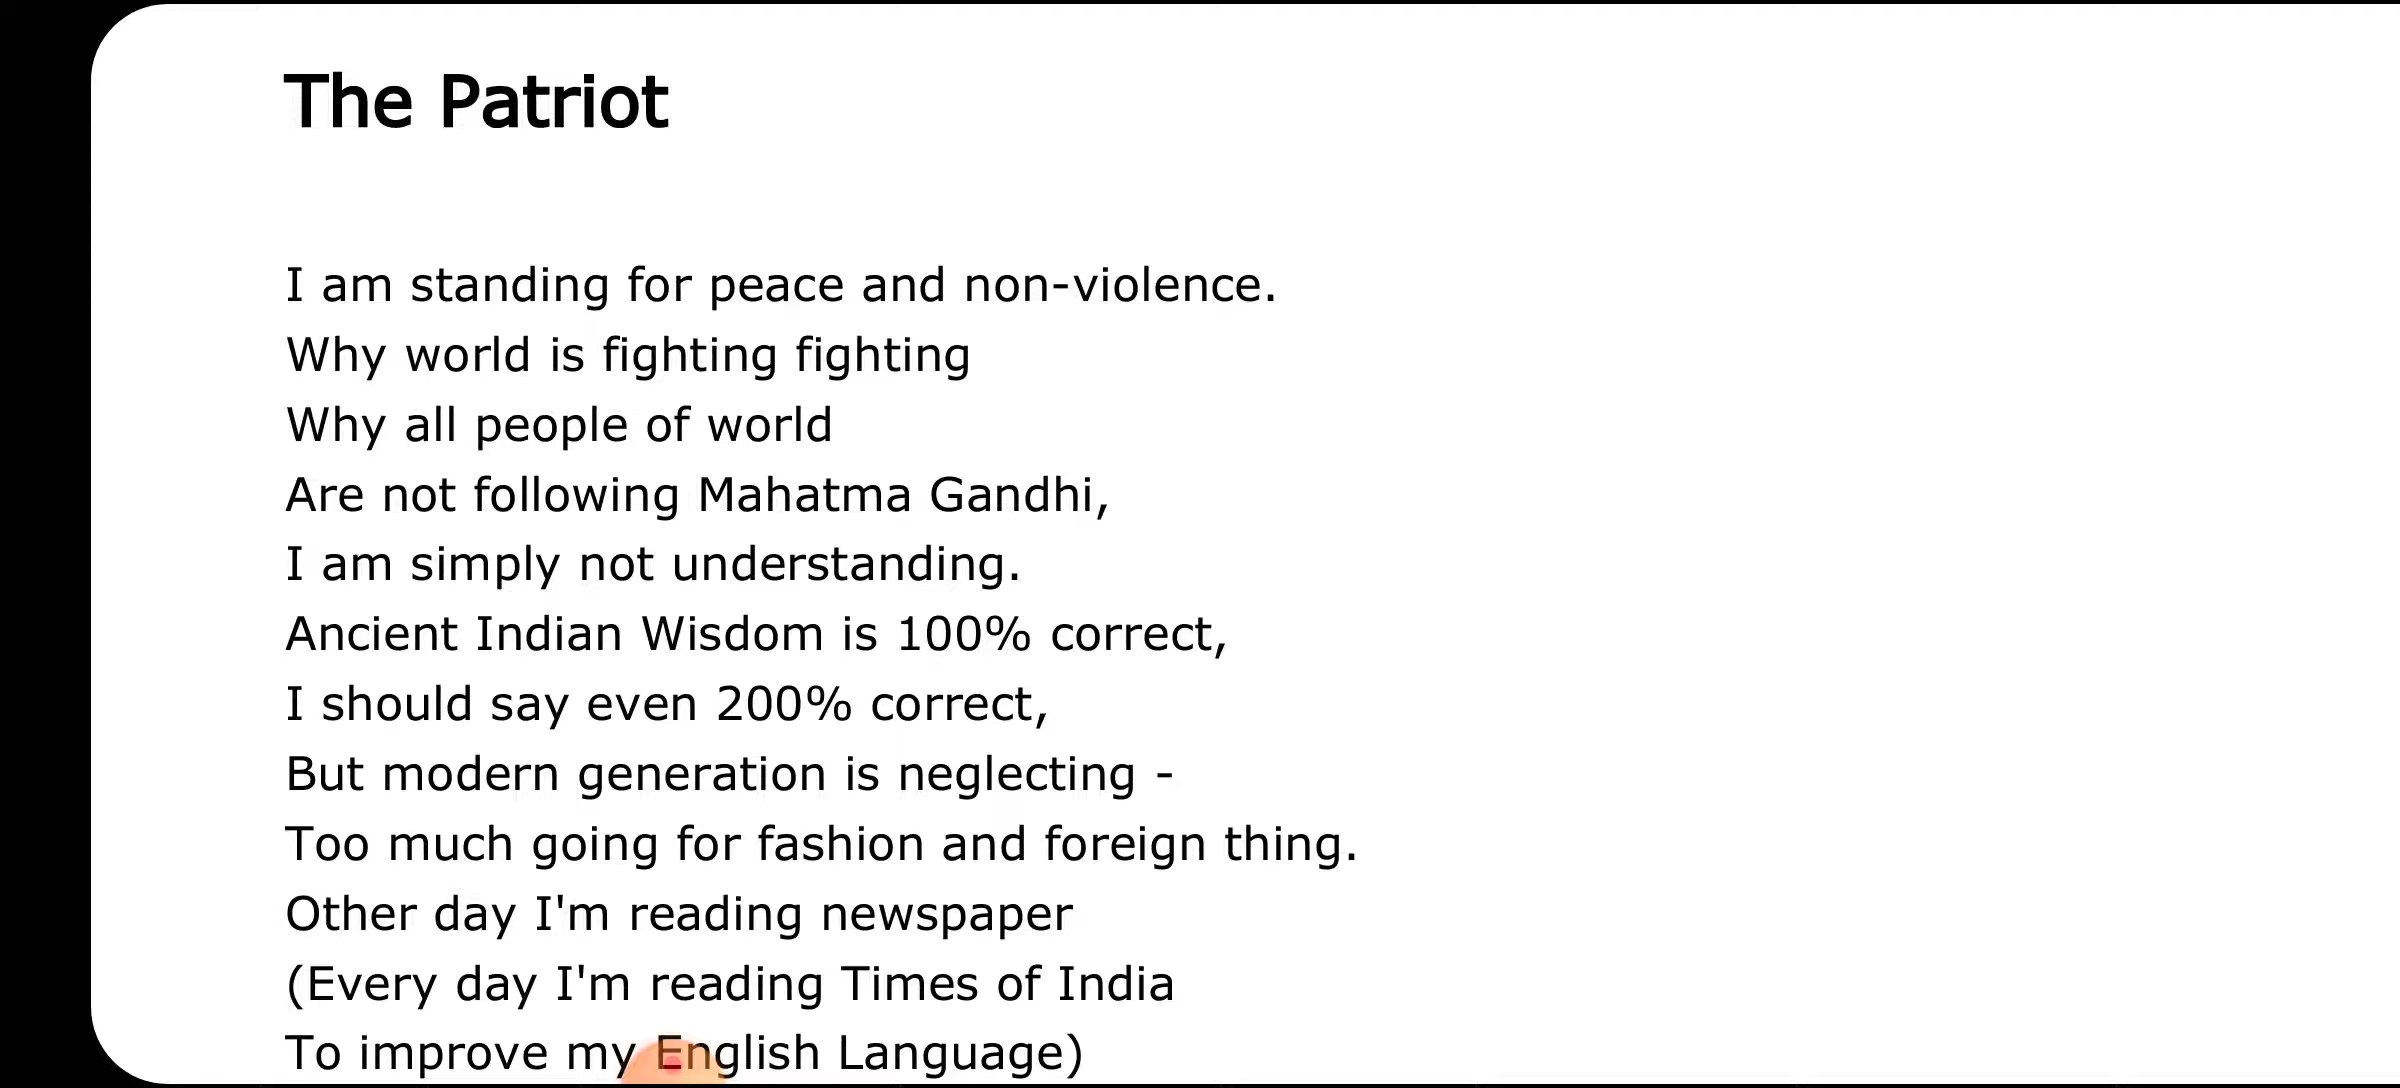 The Patriot
I am standing for peace and non-violence.
Why world is fighting fighting
Why all people of world
Are not following Mahatma Gandhi,
I am simply not understanding.
Ancient Indian Wisdom is 100% correct,
I should say even 200% correct,
But modern generation is neglecting -
Too much going for fashion and foreign thing.
Other day I'm reading newspaper
(Every day I'm reading Times of India
To improve my English Language)